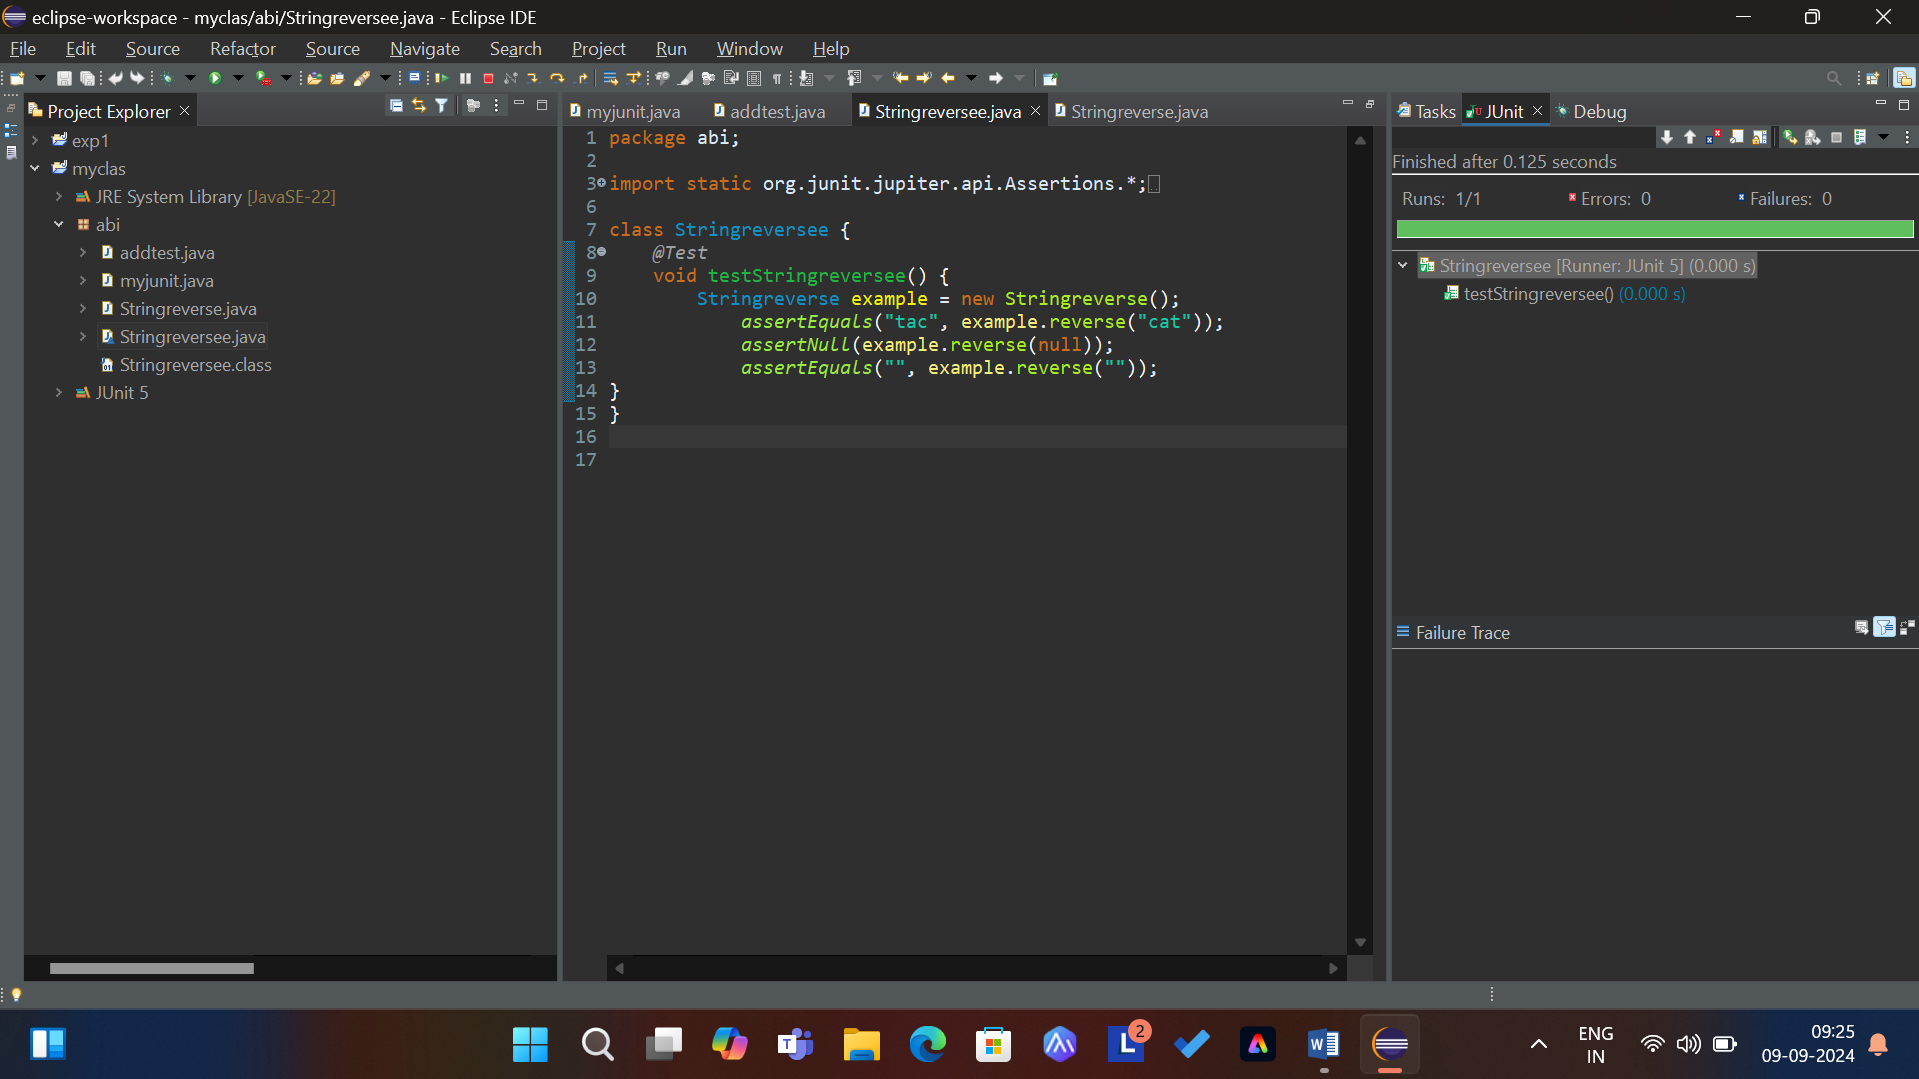 eclipse-workspace - myclas/abi/Stringreversee.java - Eclipse IDE
File Edit Source Refactor Source Navigate Search Project Run Window Help
Project Explorer
exp1
myclas
JRE System Library [JavaSE-22]
abi
addtest.java
myjunit.java
Stringreverse.java
Stringreversee.java
Stringreversee.class
JUnit 5
myjunit.java addtest.java Stringreversee.java Stringreverse.java
1 package abi;
2
3 import static org.junit.jupiter.api.Assertions.*;
6
7 class Stringreversee {
8 @Test
9 void testStringreversee() {
10 Stringreverse example = new Stringreverse();
11 assertEquals("tac", example.reverse("cat"));
12 assertNull(example.reverse(null));
13 assertEquals("", example.reverse(""));
14 }
15 }
16
17
Tasks JUnit Debug
Finished after 0.125 seconds
Runs: 1/1 Errors: 0 Failures: 0
Stringreversee [Runner: JUnit 5] (0.000 s)
testStringreversee() (0.000 s)
Failure Trace
2
ENG
IN
09:25
09-09-2024